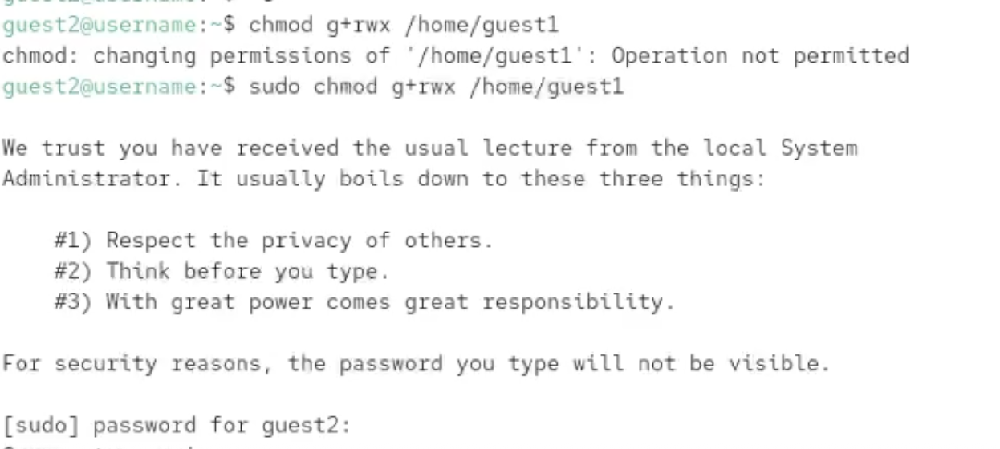 guest2@username:~$ chmod g+rwx /home/guest1
chmod: changing permissions of '/home/guest1': Operation not permitted
guest2@username:~$ sudo chmod g+rwx /home/guest1
We trust you have received the usual lecture from the local System
Administrator. It usually boils down to these three things:
#1) Respect the privacy of others.
#2) Think before you type.
#3) With great power comes great responsibility.
For security reasons, the password you type will not be visible.
[sudo] password for guest2: